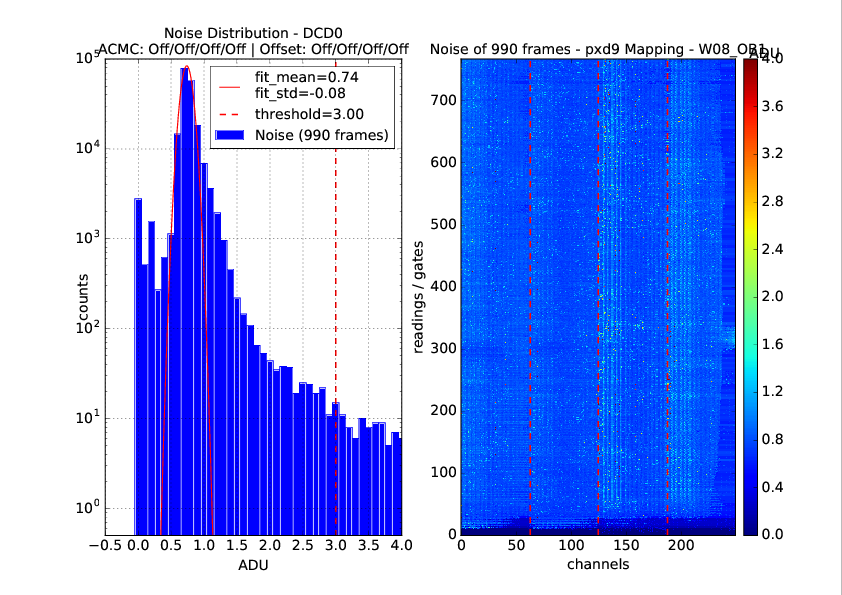 Noise Distribution - DCD0
ACMC: Off/Off/Off/Off | Offset: Off/Off/Off/Off
10^5
10^4
10^3
10^2
10^1
10^0
counts
fit_mean=0.74
fit_std=-0.08
threshold=3.00
Noise (990 frames)
−0.5 0.0 0.5 1.0 1.5 2.0 2.5 3.0 3.5 4.0
ADU
Noise of 990 frames - pxd9 Mapping - W08_OB1
700
600
500
400
300
200
100
0
readings / gates
0 50 100 150 200
channels
ADU
4.0
3.6
3.2
2.8
2.4
2.0
1.6
1.2
0.8
0.4
0.0